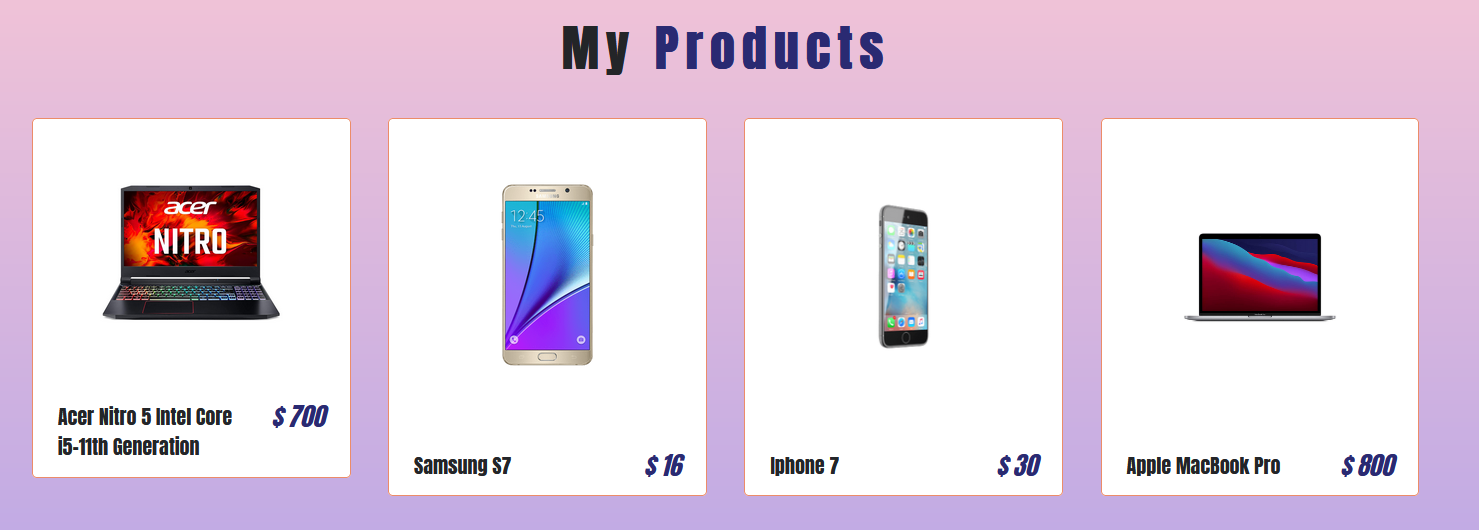 My Products
acer
NITRO
12:45
Acer Nitro 5 Intel Core
i5-11th Generation
$ 700
Samsung S7
$ 16
Iphone 7
$ 30
Apple MacBook Pro
$ 800